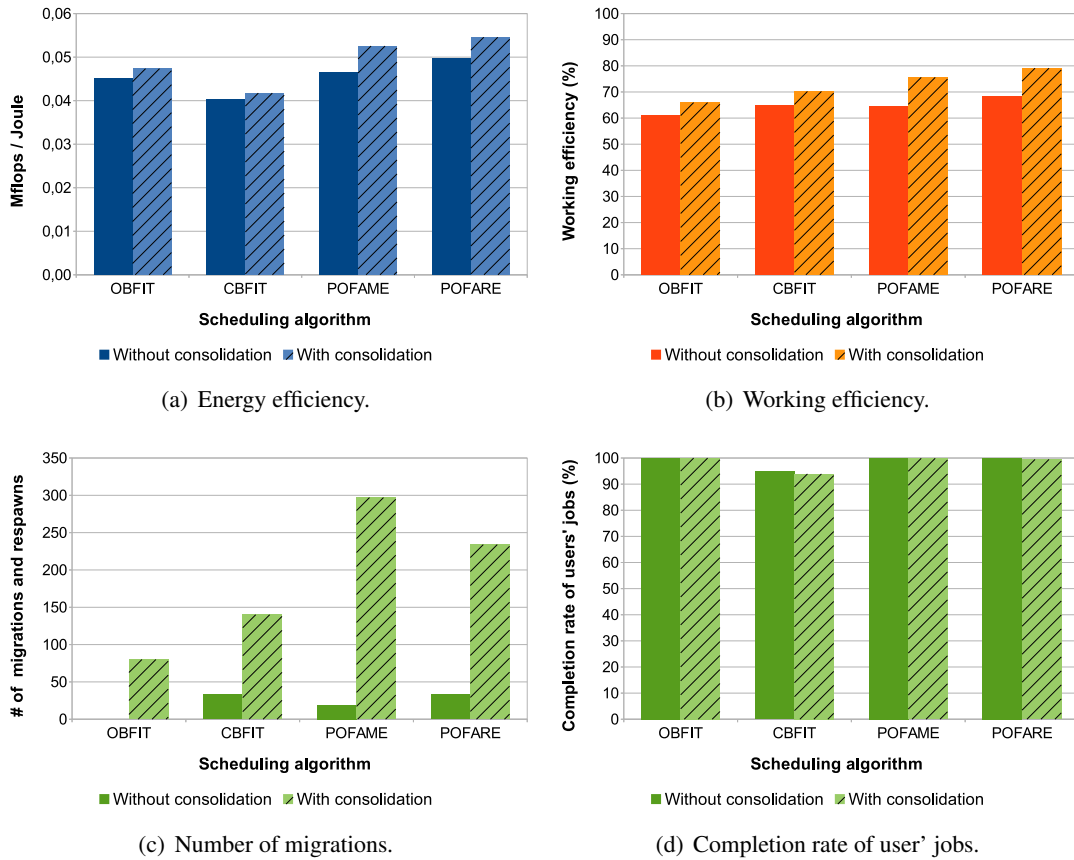 0,06
0,05
0,04
0,03
0,02
0,01
0,00
Mflops / Joule
OBFIT CBFIT POFAME POFARE
Scheduling algorithm
Without consolidation With consolidation
(a) Energy efficiency.
100
90
80
70
60
50
40
30
20
10
0
Working efficiency (%)
OBFIT CBFIT POFAME POFARE
Scheduling algorithm
Without consolidation With consolidation
(b) Working efficiency.
350
300
250
200
150
100
50
0
# of migrations and respawns
OBFIT CBFIT POFAME POFARE
Scheduling algorithm
Without consolidation With consolidation
(c) Number of migrations.
100
90
80
70
60
50
40
30
20
10
0
Completion rate of users' jobs (%)
OBFIT CBFIT POFAME POFARE
Scheduling algorithm
Without consolidation With consolidation
(d) Completion rate of user’ jobs.